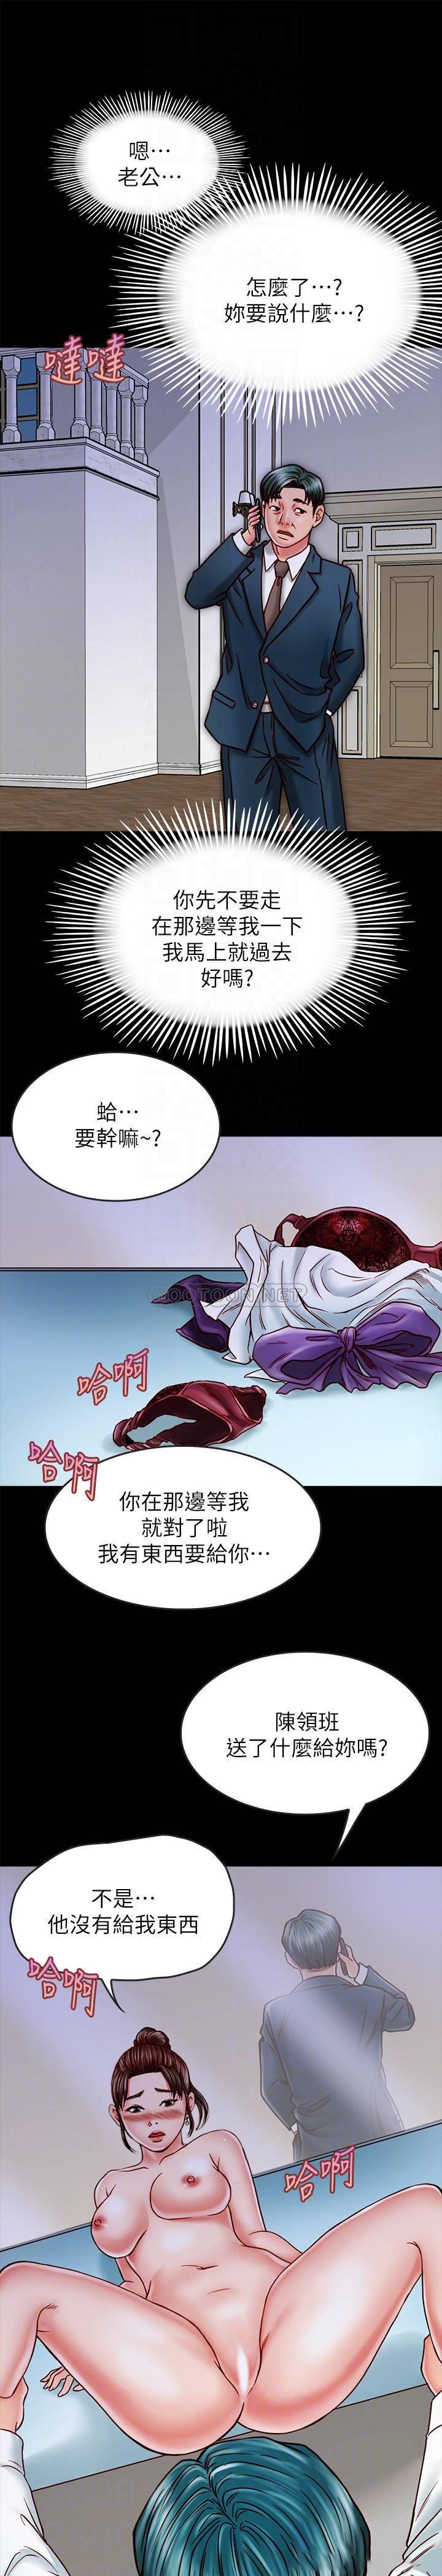 嗯…
老公…
怎麼了…?
妳要說什麼…?
噠噠
你先不要走
在那邊等我一下
我馬上就過去
好嗎?
蛤…
要幹嘛~?
TOOTOON.NET
哈啊
哈啊
你在那邊等我
就對了啦
我有東西要給你…
陳領班
送了什麼給妳嗎?
不是…
他沒有給我東西
哈啊
哈啊